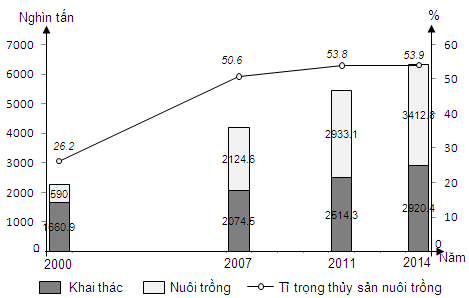 Nghìn tấn %
7000 60
6000 50
5000 40
4000 30
3000 20
2000 10
1000 0
0
26.2 50.6 53.8 53.9
590 2124.6 2933.1 3412.8
1660.9 2074.5 2614.3 2920.4
2000 2007 2011 2014 Năm
Khai thác Nuôi trồng Tỉ trọng thủy sản nuôi trồng